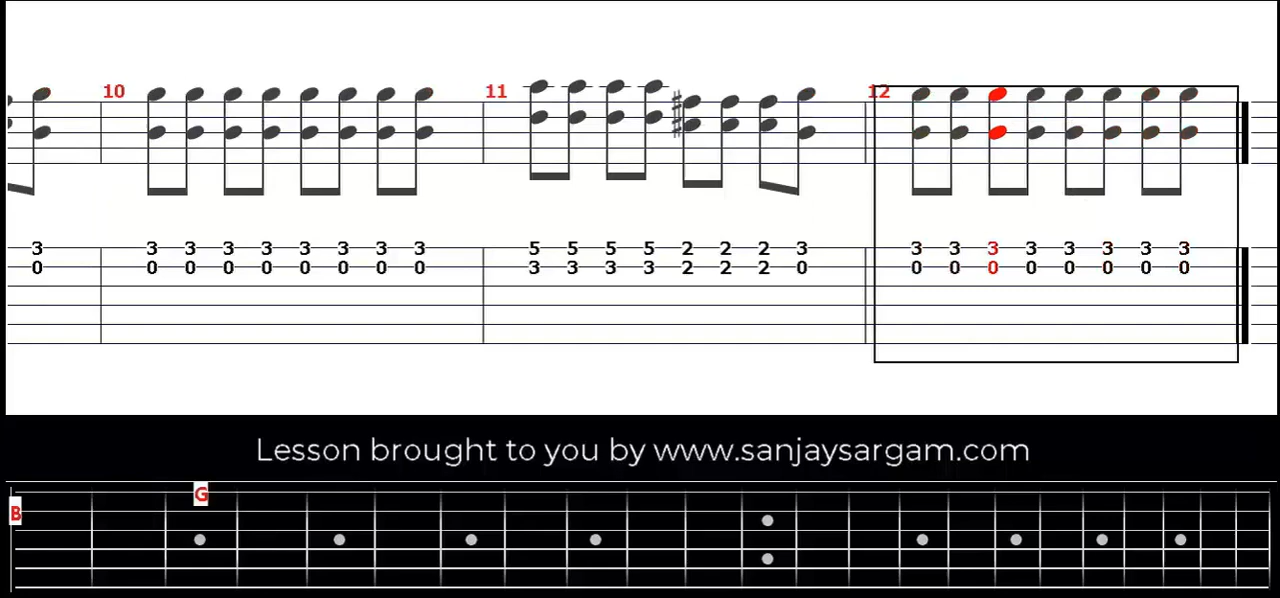 10 11 12
3 3 3 3 3 3 3 3 3 5 5 5 5 2 2 2 3 3 3 3 3 3 3 3 3
0 0 0 0 0 0 0 0 0 3 3 3 3 2 2 2 0 0 0 0 0 0 0 0 0
Lesson brought to you by www.sanjaysargam.com
G
B